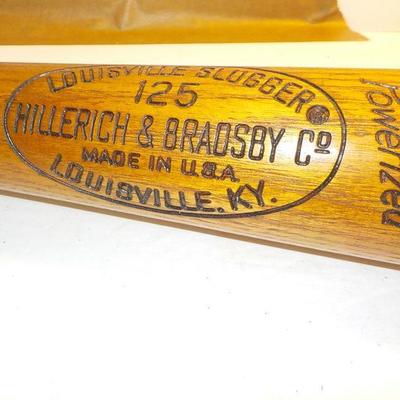 LOUISVILLE SLUGGER®
125
HILLERICH & BRADSBY Cº
MADE IN U.S.A.
LOUISVILLE, KY.
Powerized